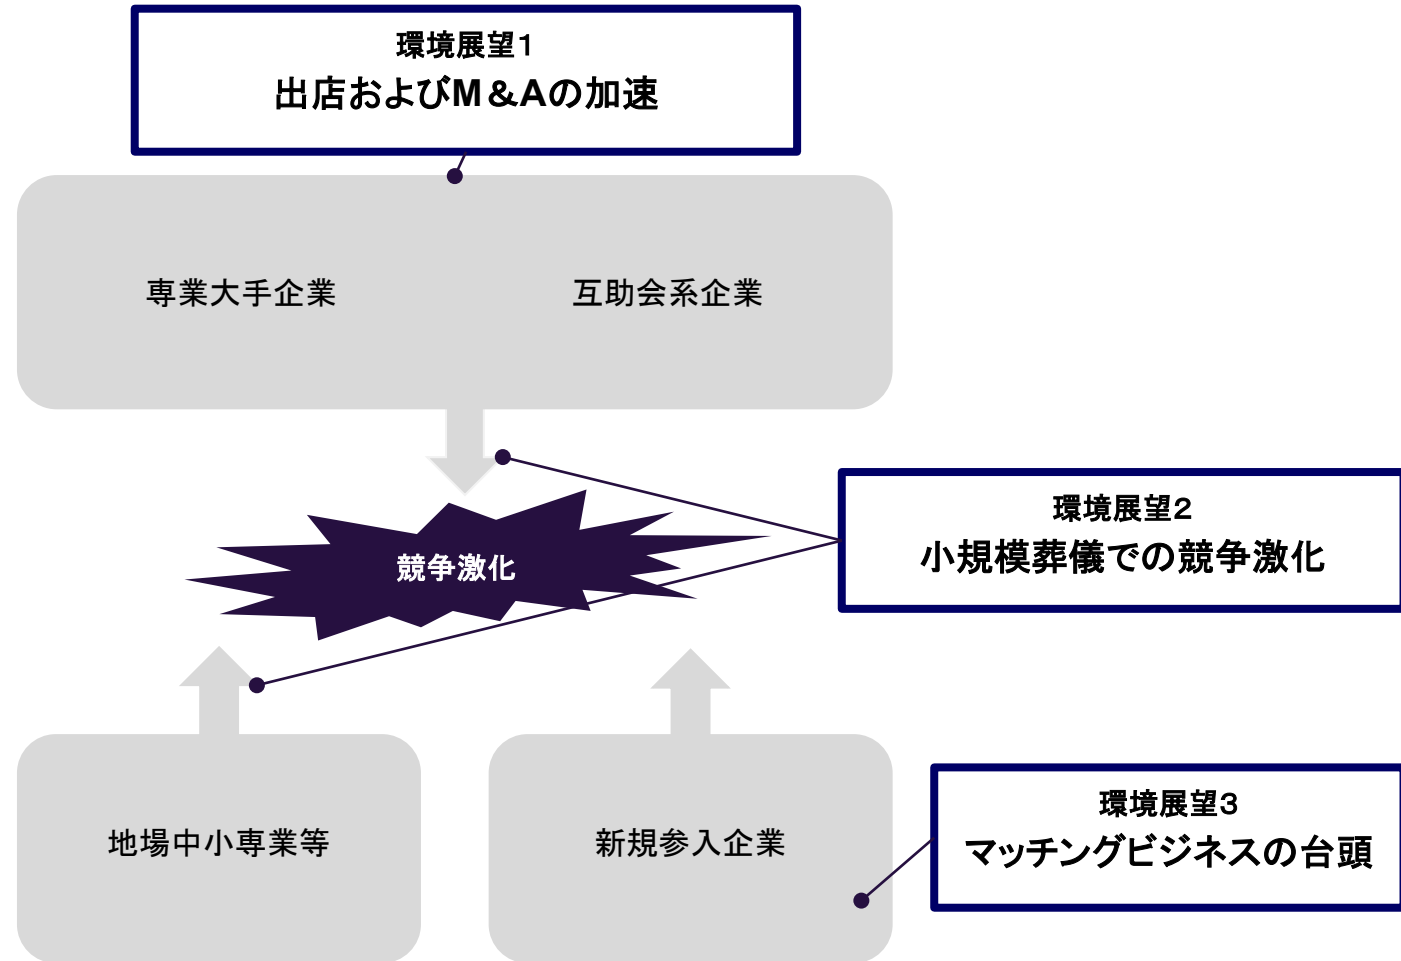 環境展望1
出店およびM&Aの加速
専業大手企業
互助会系企業
環境展望2
小規模葬儀での競争激化
競争激化
地場中小専業等
新規参入企業
環境展望3
マッチングビジネスの台頭